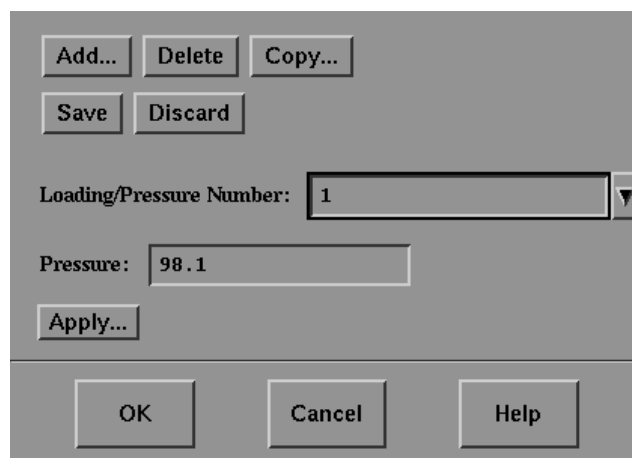 Add... Delete Copy...
Save Discard
Loading/Pressure Number: 1
Pressure: 98.1
Apply...
OK Cancel Help